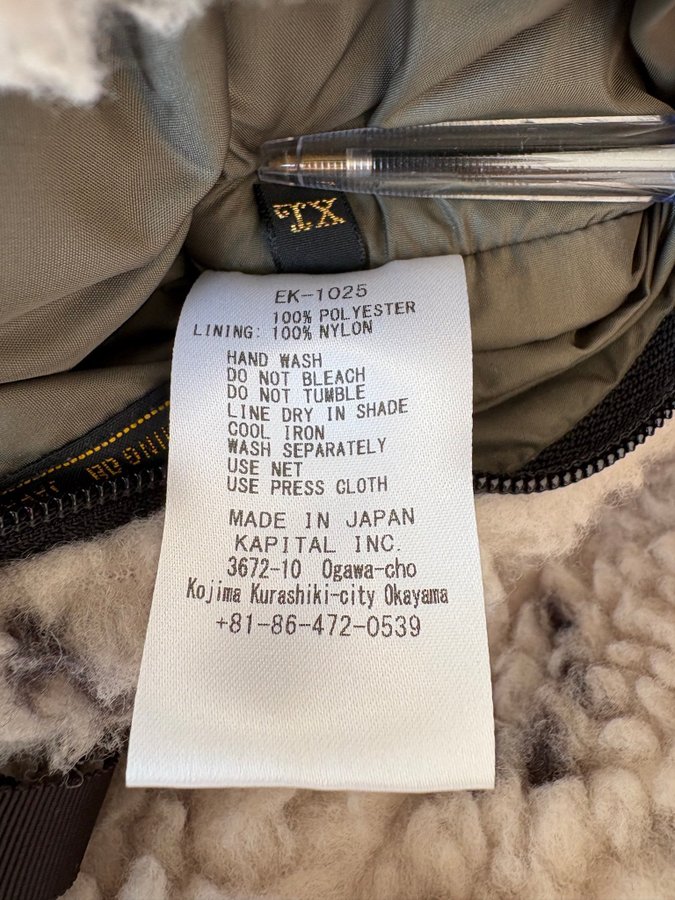 XL
EK-1025
100% POLYESTER
LINING: 100% NYLON
HAND WASH
DO NOT BLEACH
DO NOT TUMBLE
LINE DRY IN SHADE
COOL IRON
WASH SEPARATELY
USE NET
USE PRESS CLOTH
MADE IN JAPAN
KAPITAL INC.
3672-10 Ogawa-cho
Kojima Kurashiki-city Okayama
+81-86-472-0539